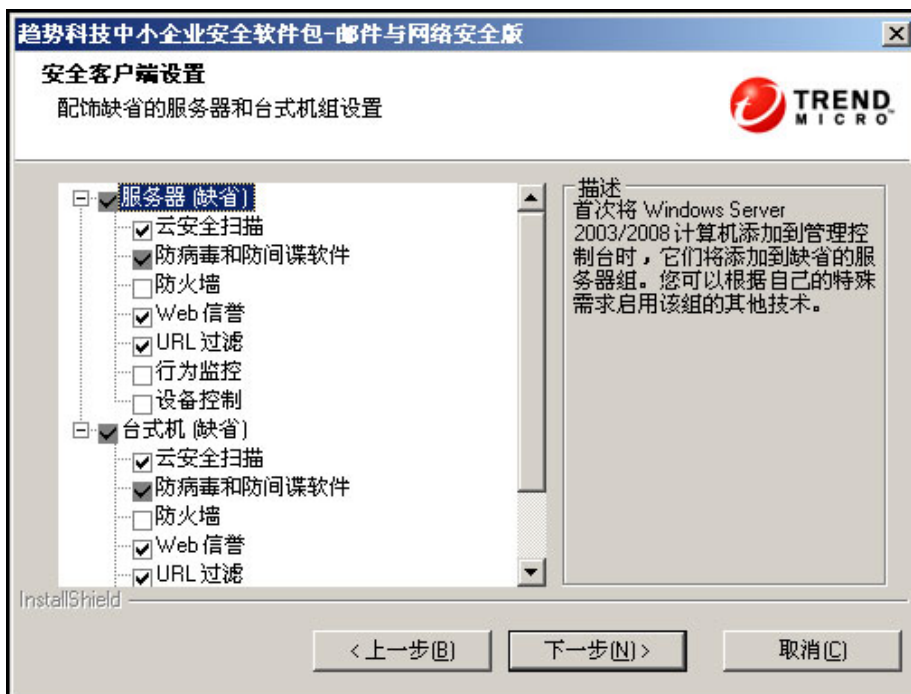 趋势科技中小企业安全软件包-邮件与网络安全版
安全客户端设置
配饰缺省的服务器和台式机组设置
TREND
MICRO
服务器 (缺省)
云安全扫描
防病毒和防间谍软件
防火墙
Web 信誉
URL 过滤
行为监控
设备控制
台式机 (缺省)
云安全扫描
防病毒和防间谍软件
防火墙
Web 信誉
URL 过滤
描述
首次将 Windows Server
2003/2008 计算机添加到管理控
制台时，它们将添加到缺省的服
务器组。您可以根据自己的特殊
需求启用该组的其他技术。
InstallShield
< 上一步(B)
下一步(N) >
取消(C)